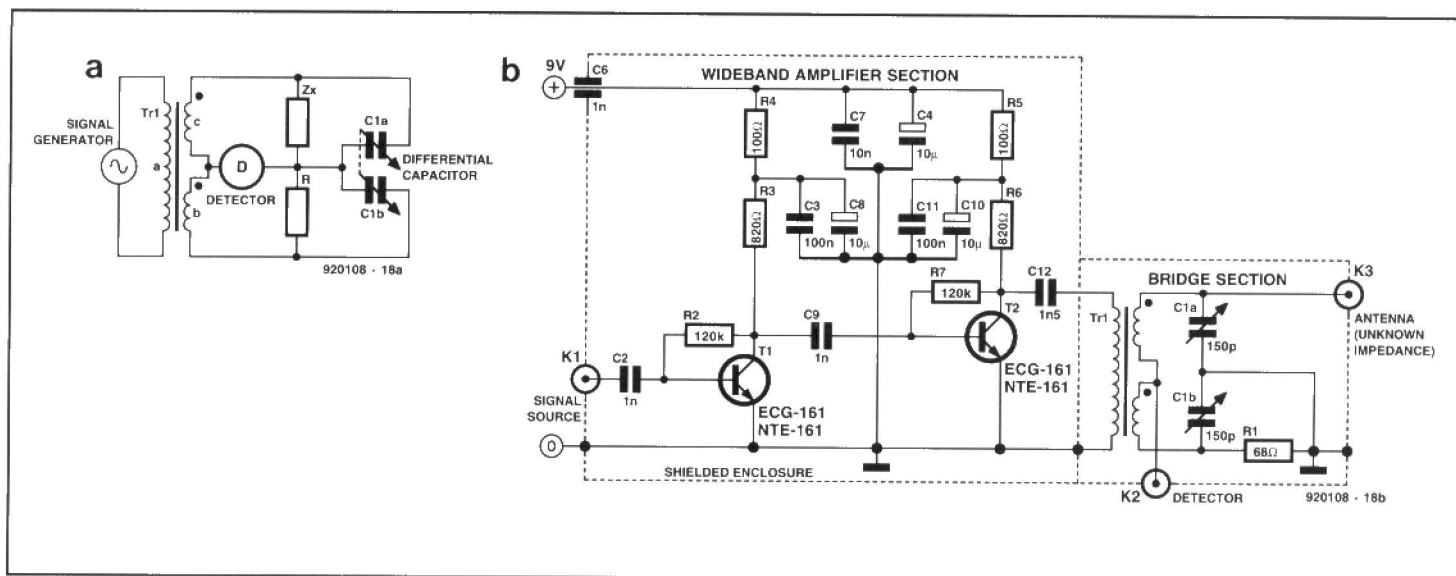 a
Tr1
SIGNAL
GENERATOR
a
c
b
D
DETECTOR
Zx
R
C1a
DIFFERENTIAL
CAPACITOR
C1b
920108 - 18a
b
9V
+
C6
1n
WIDEBAND AMPLIFIER SECTION
R4
100Ω
C7
10n
C4
10μ
R5
100Ω
R3
820Ω
C3
100n
C8
10μ
C11
100n
C10
10μ
R6
820Ω
R2
120k
C9
1n
R7
120k
C12
1n5
T1
T2
ECG-161
NTE-161
ECG-161
NTE-161
K1
C2
1n
SIGNAL
SOURCE
0
SHIELDED ENCLOSURE
BRIDGE SECTION
Tr1
C1a
150p
C1b
150p
R1
68Ω
K3
ANTENNA
(UNKNOWN
IMPEDANCE)
K2
DETECTOR
920108 - 18b